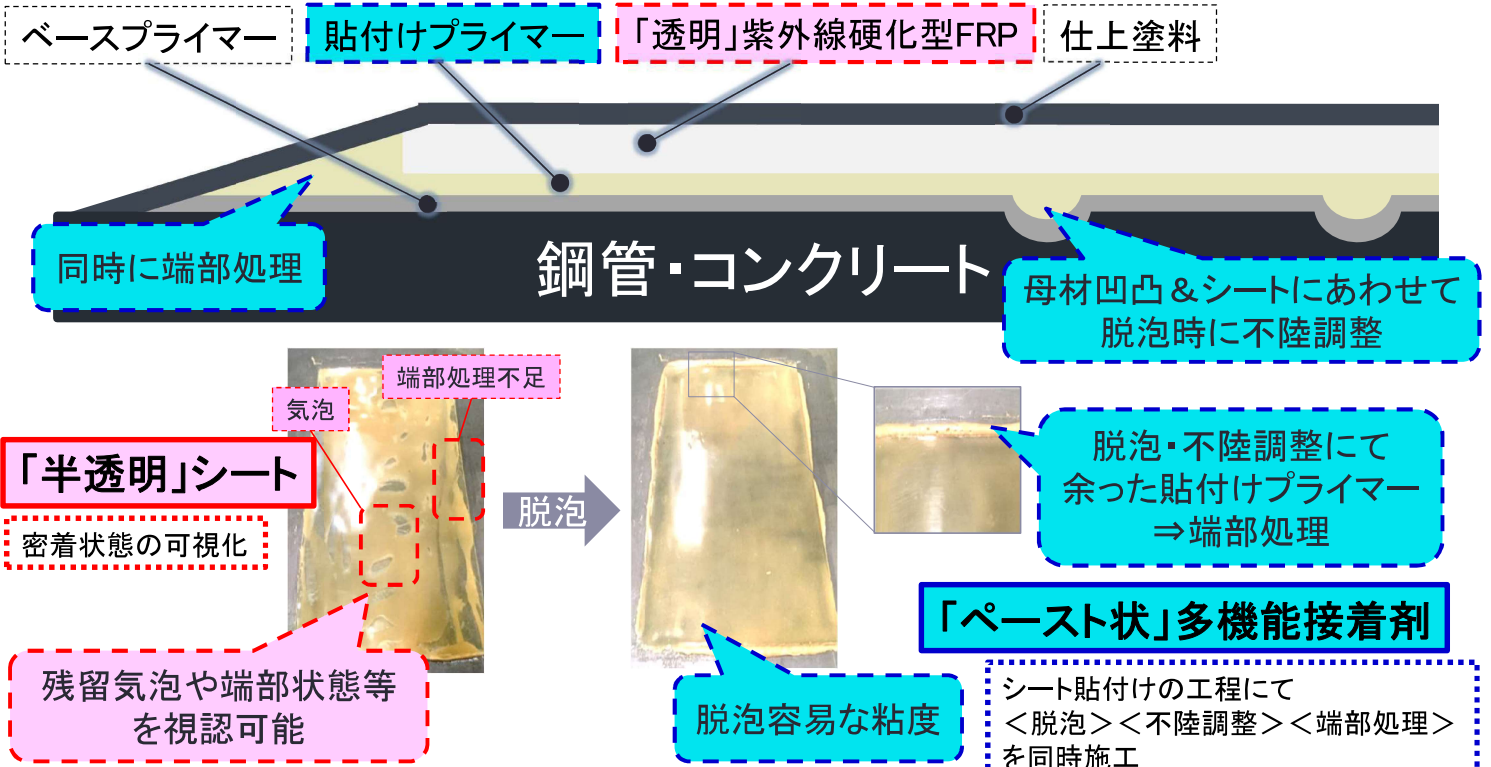 ベースプライマー
貼付けプライマー
「透明」紫外線硬化型FRP
仕上塗料
同時に端部処理
鋼管・コンクリート
母材凹凸&シートにあわせて
脱泡時に不陸調整
端部処理不足
気泡
「半透明」シート
密着状態の可視化
脱泡
脱泡・不陸調整にて
余った貼付けプライマー
⇒端部処理
残留気泡や端部状態等
を視認可能
脱泡容易な粘度
「ペースト状」多機能接着剤
シート貼付けの工程にて
<脱泡><不陸調整><端部処理>
を同時施工